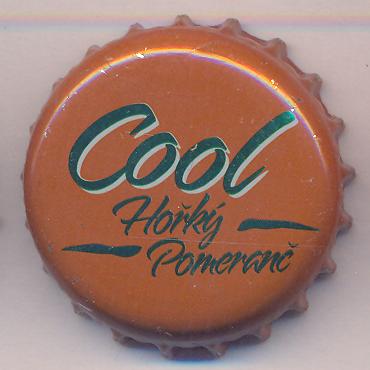 Cool
Hořký
Pomeranč